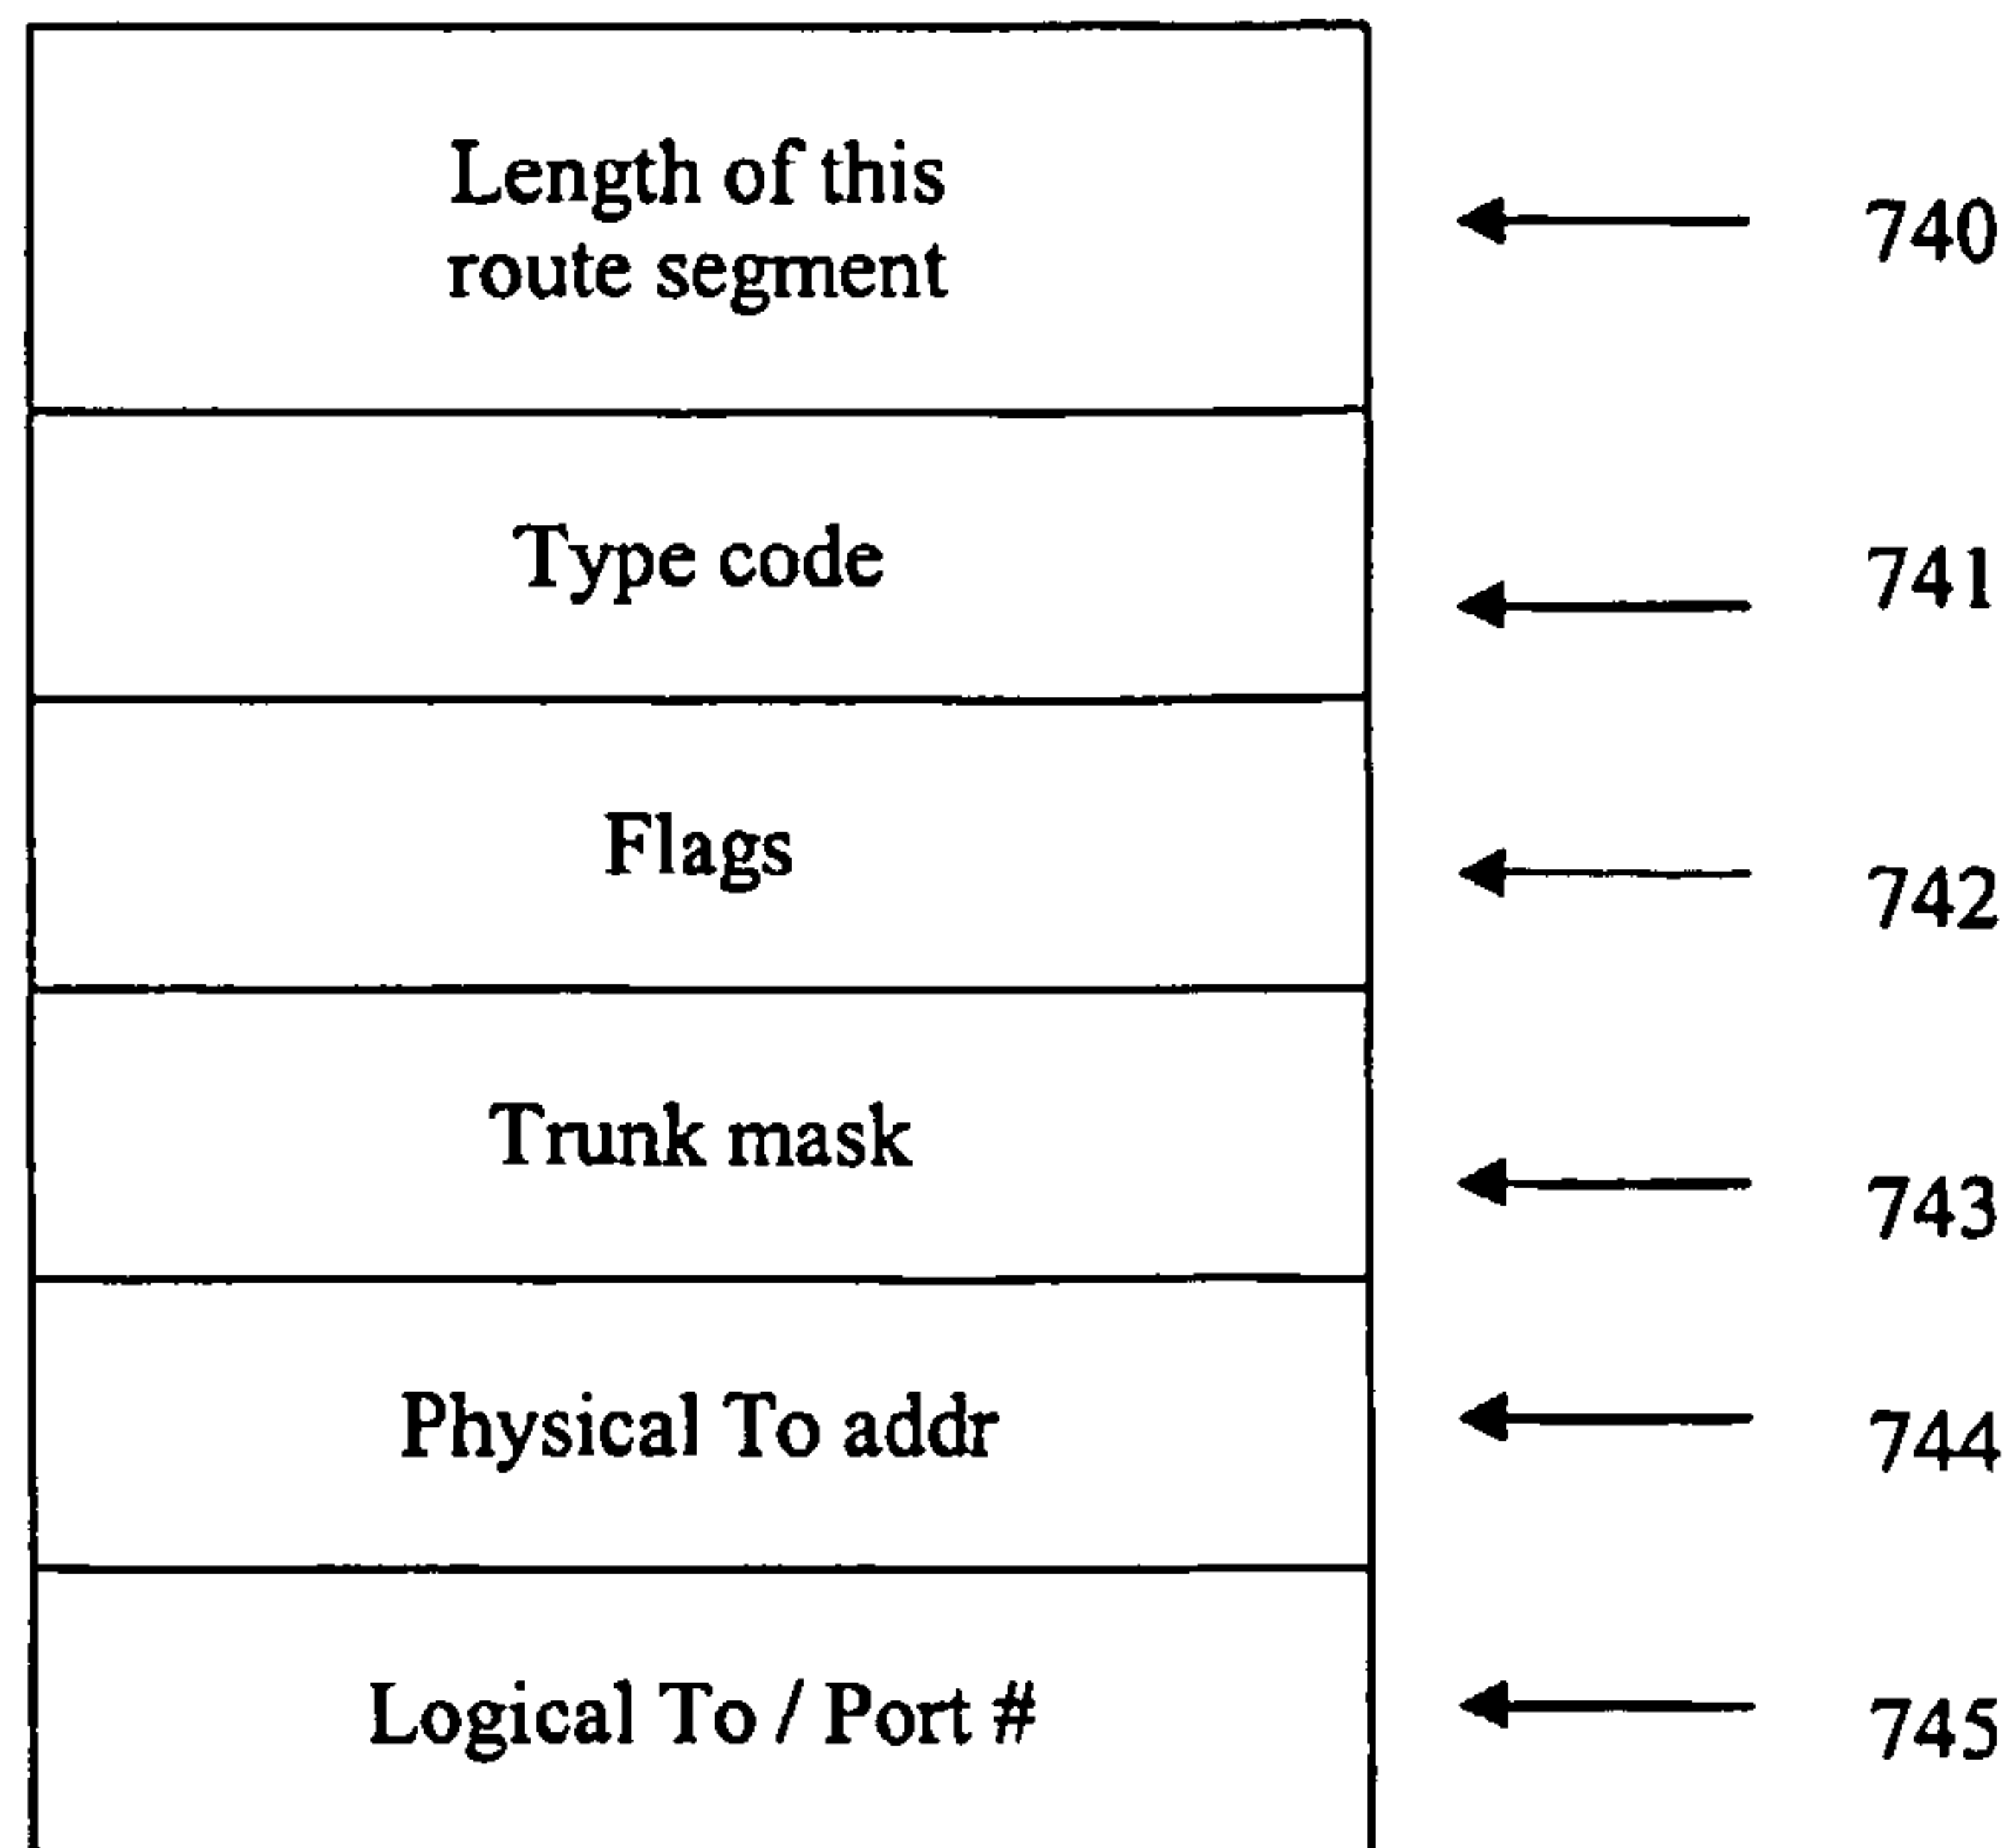 Length of this
route segment
740
Type code
741
Flags
742
Trunk mask
743
Physical To addr
744
Logical To / Port #
745